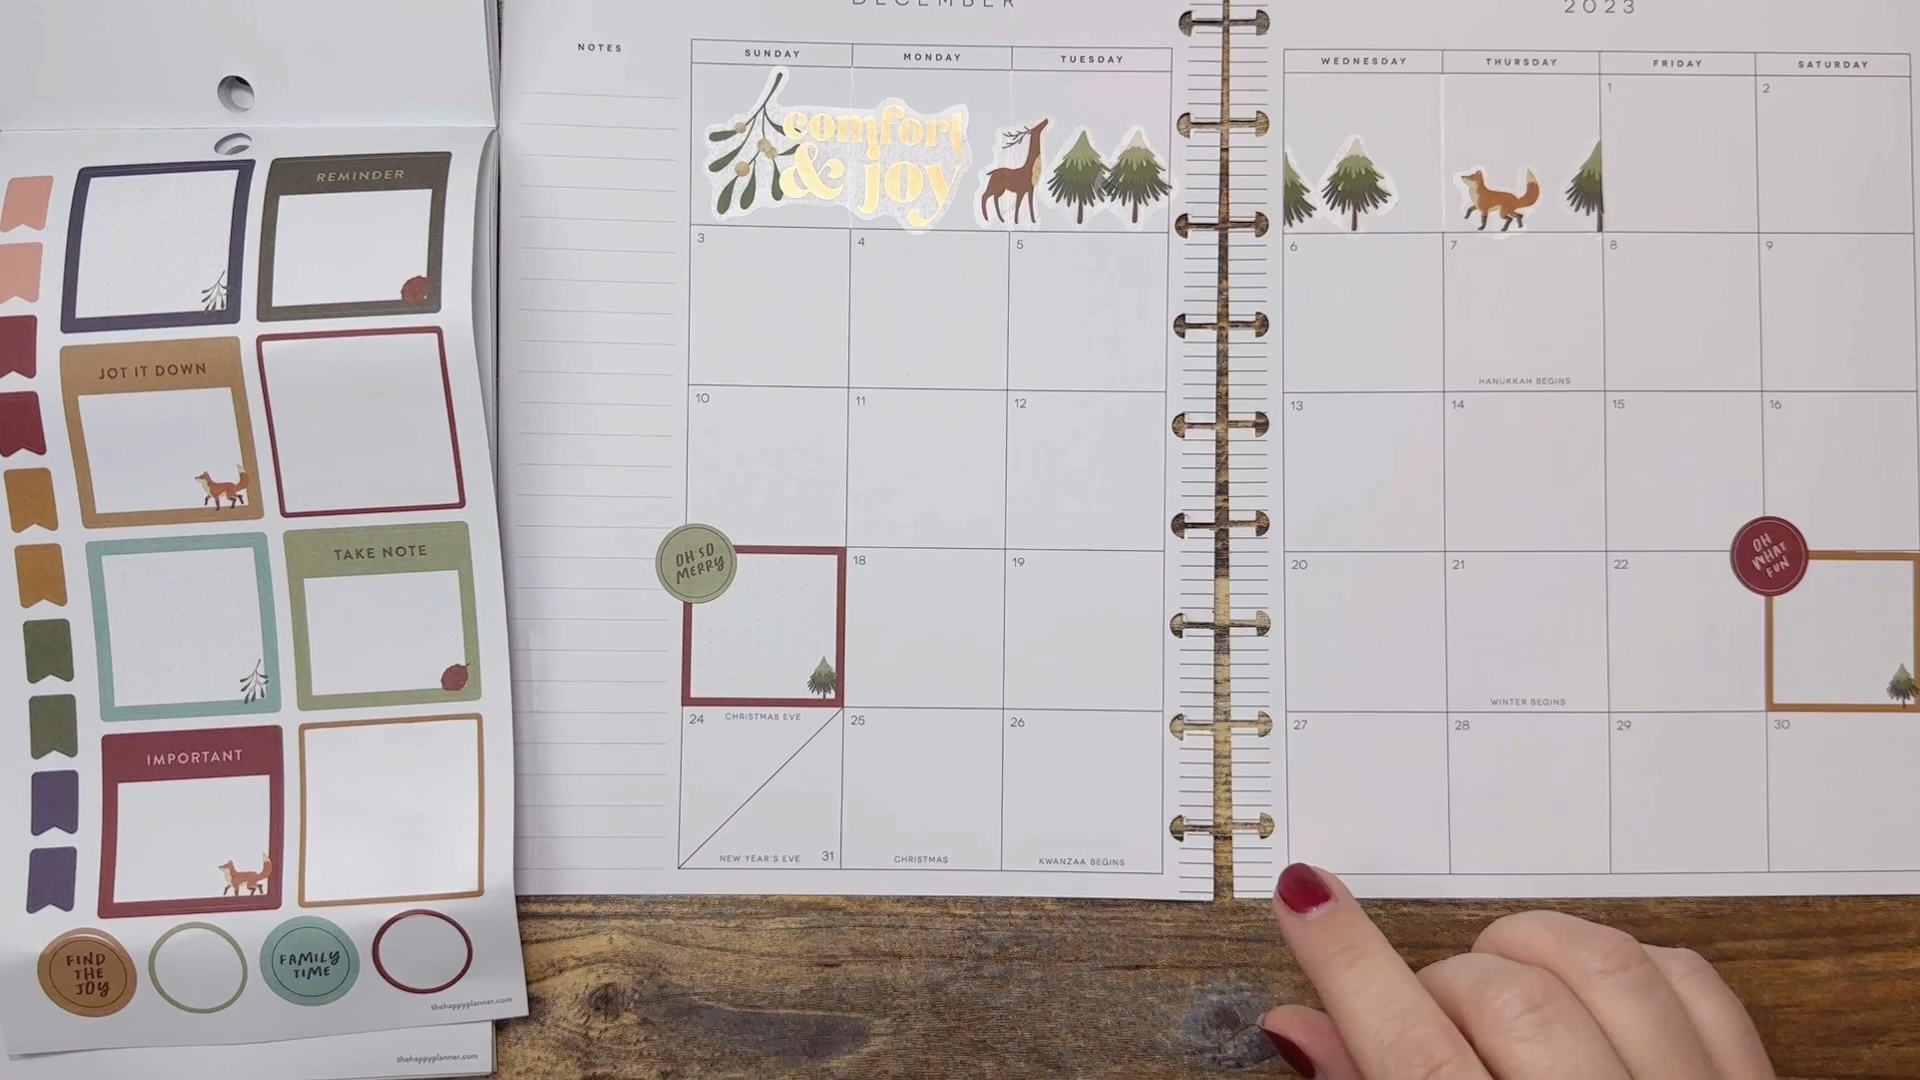 DECEMBER
2023
NOTES
SUNDAY
MONDAY
TUESDAY
WEDNESDAY
THURSDAY
FRIDAY
SATURDAY
comfort
& joy
1
2
3
4
5
6
7
8
9
HANUKKAH BEGINS
10
11
12
13
14
15
16
OH SO
MERRY
18
19
20
21
22
WINTER BEGINS
OH
WHAT
FUN
24
CHRISTMAS EVE
NEW YEAR'S EVE
31
25
CHRISTMAS
26
KWANZAA BEGINS
27
28
29
30
REMINDER
JOT IT DOWN
TAKE NOTE
IMPORTANT
FIND
THE
JOY
FAMILY
TIME
thehappyplanner.com
thehappyplanner.com